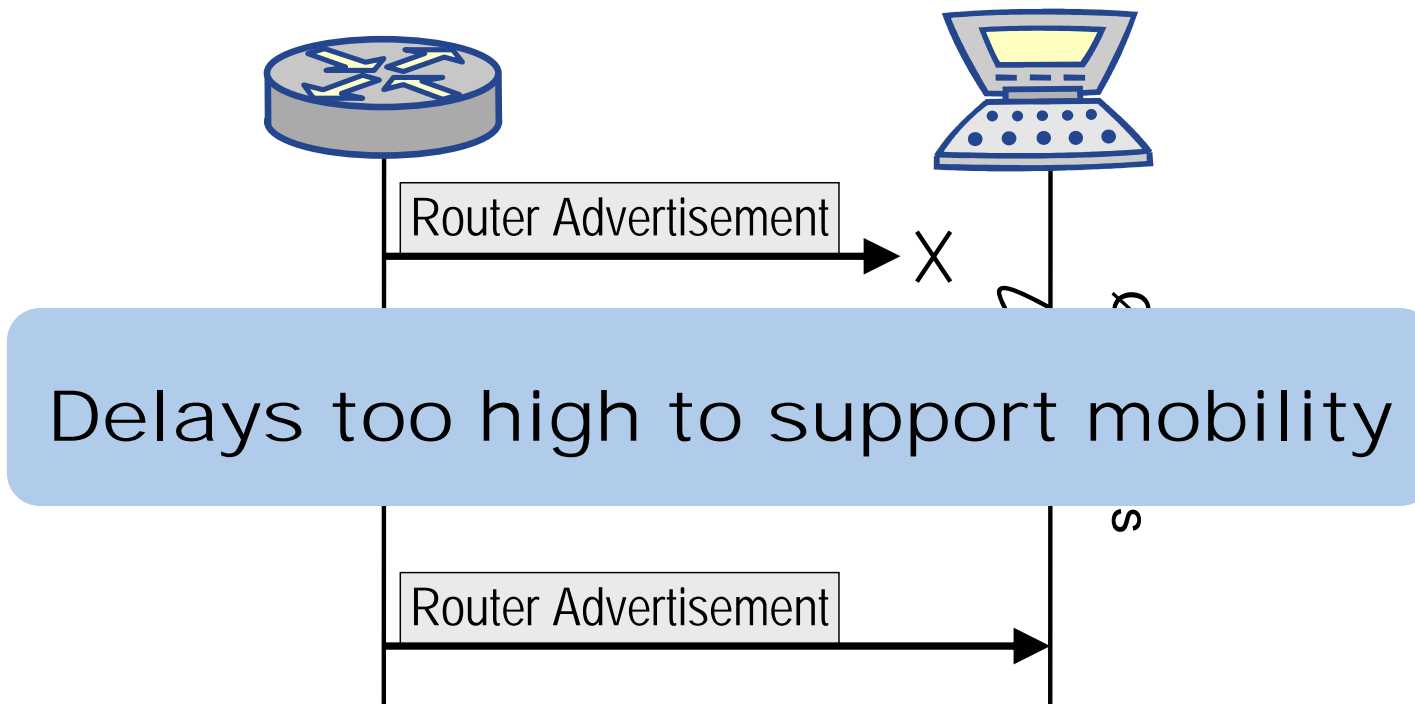 Router Advertisement
X
Delays too high to support mobility
s
Router Advertisement